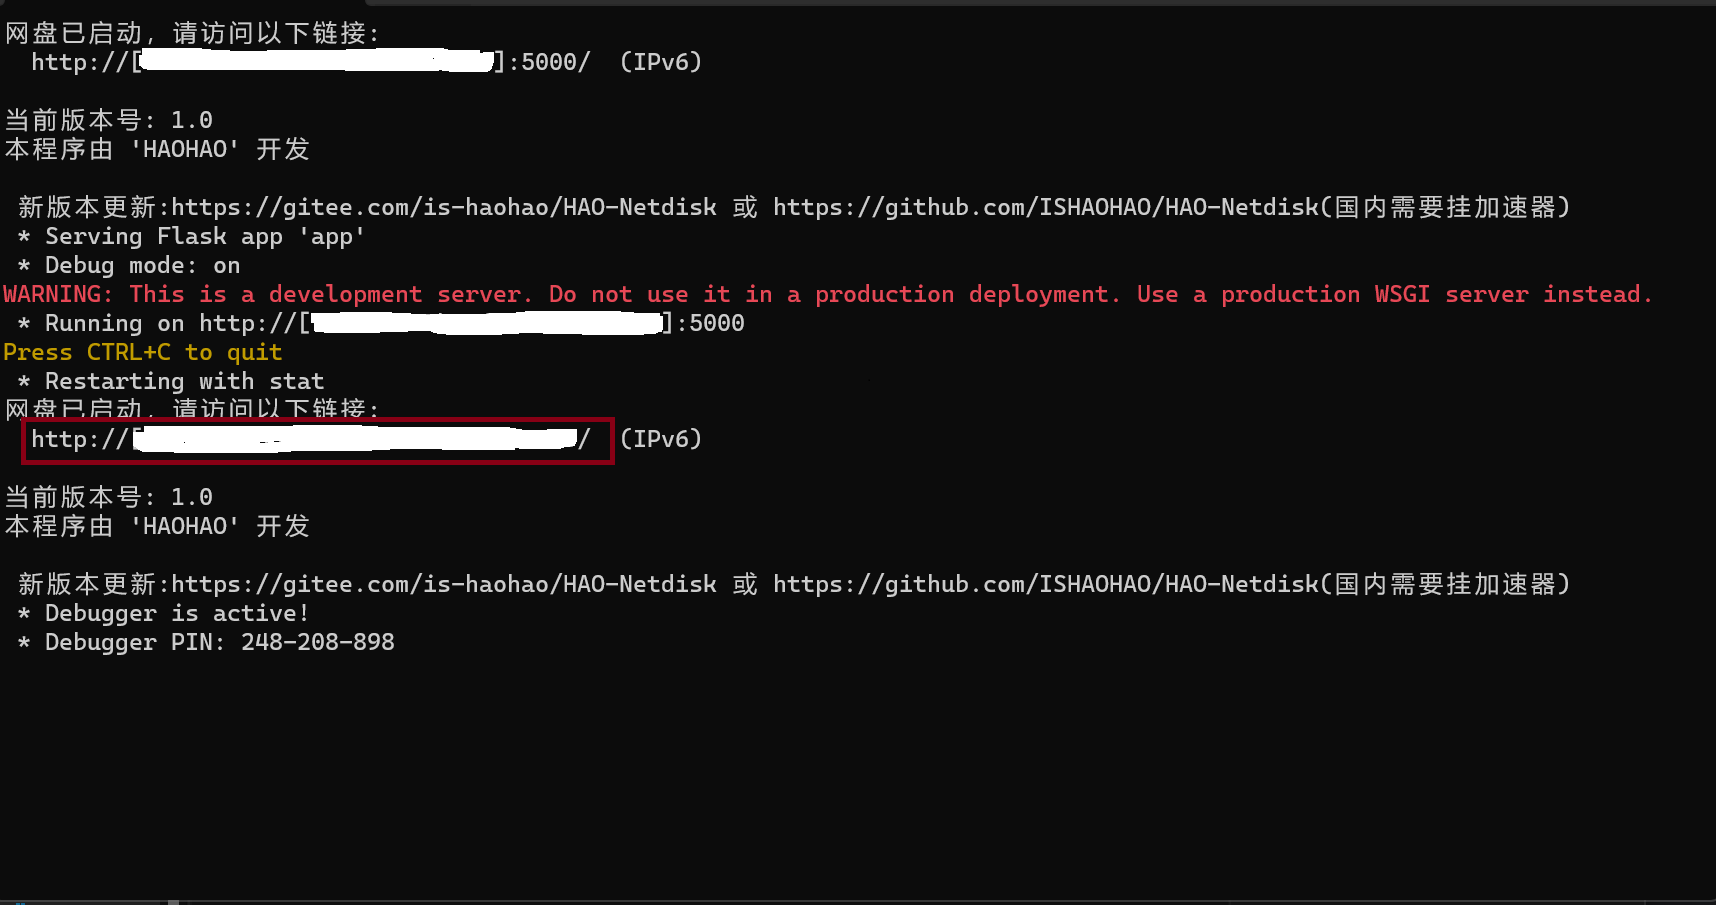 网盘已启动，请访问以下链接:
http://[ ]:5000/ (IPv6)
当前版本号: 1.0
本程序由 'HAOHAO' 开发
新版本更新:https://gitee.com/is-haohao/HAO-Netdisk 或 https://github.com/ISHAOHAO/HAO-Netdisk(国内需要挂加速器)
* Serving Flask app 'app'
* Debug mode: on
WARNING: This is a development server. Do not use it in a production deployment. Use a production WSGI server instead.
* Running on http://[ ]:5000
Press CTRL+C to quit
* Restarting with stat
网盘已启动，请访问以下链接:
http://[ / (IPv6)
当前版本号: 1.0
本程序由 'HAOHAO' 开发
新版本更新:https://gitee.com/is-haohao/HAO-Netdisk 或 https://github.com/ISHAOHAO/HAO-Netdisk(国内需要挂加速器)
* Debugger is active!
* Debugger PIN: 248-208-898